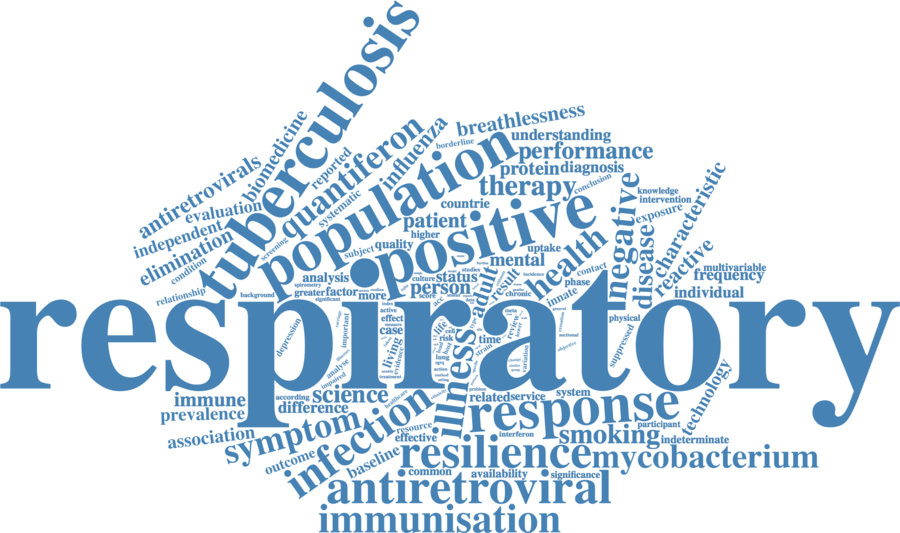 tuberculosis
breathlessness
understanding
borderline
performance
influenza
biomedicine
antiretrovirals
reported
quantiferon
population
protein
diagnosis
therapy
conclusion
evaluation
systematic
countrie
independent
patient
positive
negative
knowledge
intervention
characteristic
exposure
higher
elimination
screening
subject
quality
uptake
health
disease
condition
mental
reactive
analysis
culture
status
studies
adult
result
incidence
contact
multivariable
frequency
spirometry
person
phase
relationship
background
greater
factor
significant
more
score
chronic
innate
individual
respiratory
active
effect
case
depression
important
life
cell
risk
time
review
physical
suppressed
living
evidence
lung
strain
variation
sectional
objective
analyse
impaired
treatment
action
illness
problem
technology
immune
according
science
healthcare
related
service
system
prevalence
difference
response
participant
association
symptom
infection
resource
effective
interferon
smoking
indeterminate
outcome
baseline
resilience
mycobacterium
common
availability
significance
antiretroviral
immunisation